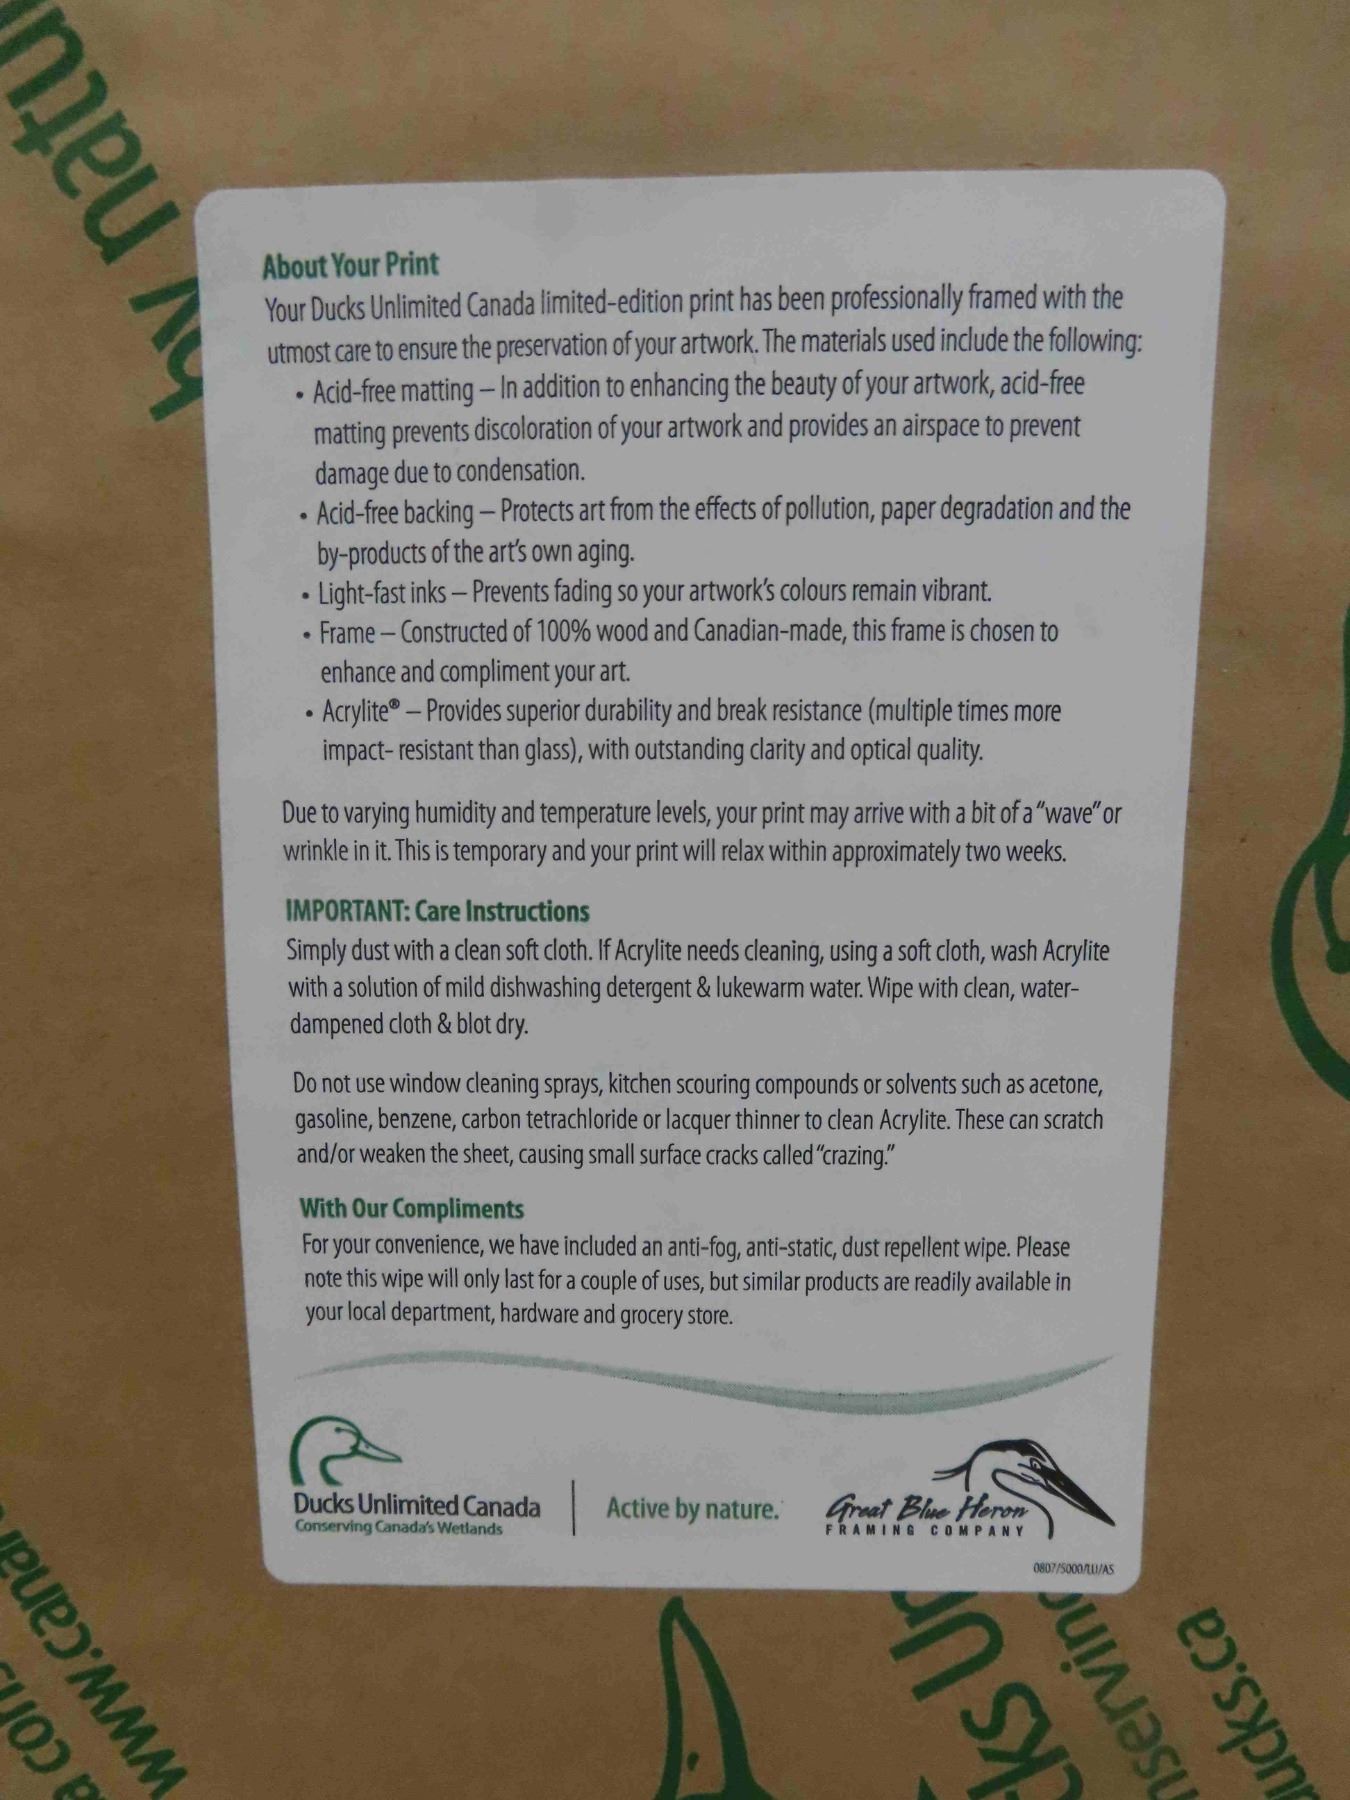 by natu
About Your Print
Your Ducks Unlimited Canada limited-edition print has been professionally framed with the
utmost care to ensure the preservation of your artwork. The materials used include the following:
• Acid-free matting – In addition to enhancing the beauty of your artwork, acid-free
matting prevents discoloration of your artwork and provides an airspace to prevent
damage due to condensation.
• Acid-free backing – Protects art from the effects of pollution, paper degradation and the
by-products of the art's own aging.
• Light-fast inks – Prevents fading so your artwork's colours remain vibrant.
• Frame – Constructed of 100% wood and Canadian-made, this frame is chosen to
enhance and compliment your art.
• Acrylite® – Provides superior durability and break resistance (multiple times more
impact- resistant than glass), with outstanding clarity and optical quality.
Due to varying humidity and temperature levels, your print may arrive with a bit of a "wave" or
wrinkle in it. This is temporary and your print will relax within approximately two weeks.
IMPORTANT: Care Instructions
Simply dust with a clean soft cloth. If Acrylite needs cleaning, using a soft cloth, wash Acrylite
with a solution of mild dishwashing detergent & lukewarm water. Wipe with clean, water-
dampened cloth & blot dry.
Do not use window cleaning sprays, kitchen scouring compounds or solvents such as acetone,
gasoline, benzene, carbon tetrachloride or lacquer thinner to clean Acrylite. These can scratch
and/or weaken the sheet, causing small surface cracks called "crazing."
With Our Compliments
For your convenience, we have included an anti-fog, anti-static, dust repellent wipe. Please
note this wipe will only last for a couple of uses, but similar products are readily available in
your local department, hardware and grocery store.
Ducks Unlimited Canada
Conserving Canada's Wetlands
Active by nature.
Great Blue Heron
FRAMING COMPANY
0807/5000/LU/AS
www.canad
cks Un
nserving
ucks.ca